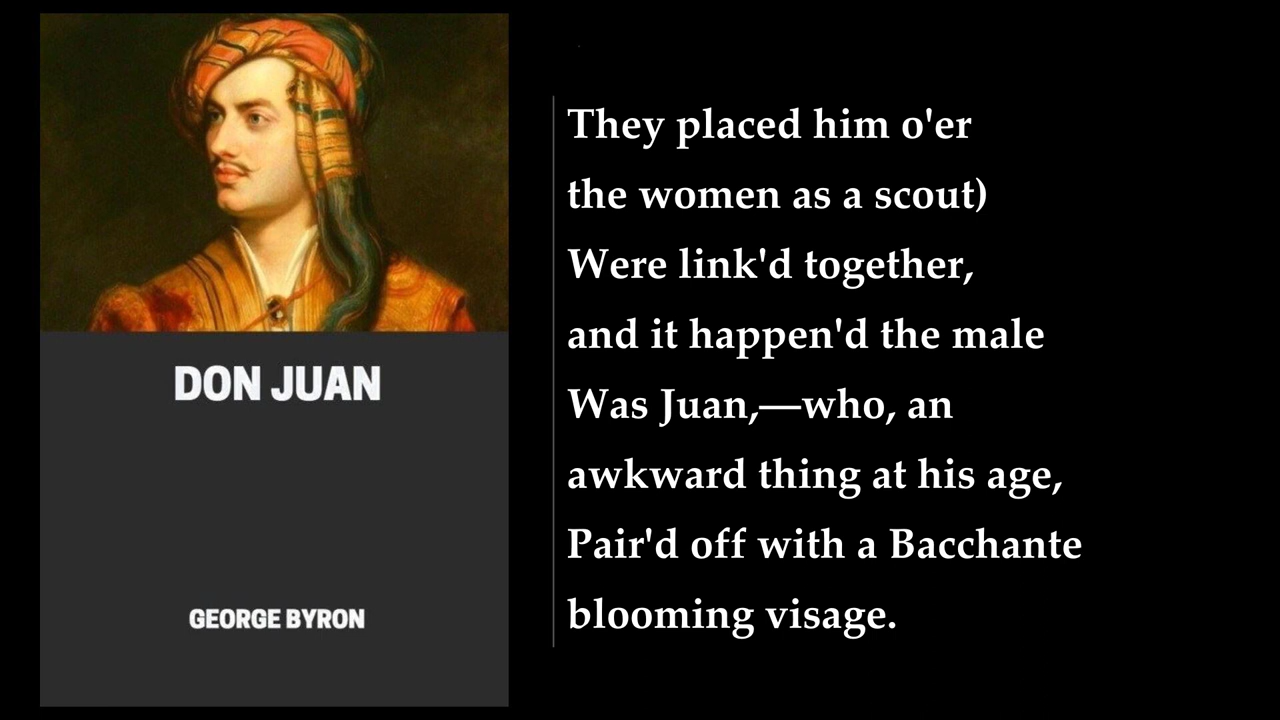 DON JUAN
GEORGE BYRON
They placed him o'er
the women as a scout)
Were link'd together,
and it happen'd the male
Was Juan,—who, an
awkward thing at his age,
Pair'd off with a Bacchante
blooming visage.